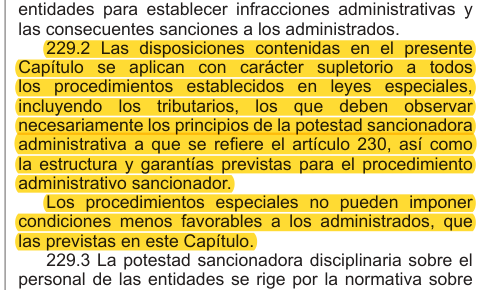 entidades para establecer infracciones administrativas y
las consecuentes sanciones a los administrados.
229.2 Las disposiciones contenidas en el presente
Capítulo se aplican con carácter supletorio a todos
los procedimientos establecidos en leyes especiales,
incluyendo los tributarios, los que deben observar
necesariamente los principios de la potestad sancionadora
administrativa a que se refiere el artículo 230, así como
la estructura y garantías previstas para el procedimiento
administrativo sancionador.
Los procedimientos especiales no pueden imponer
condiciones menos favorables a los administrados, que
las previstas en este Capítulo.
229.3 La potestad sancionadora disciplinaria sobre el
personal de las entidades se rige por la normativa sobre